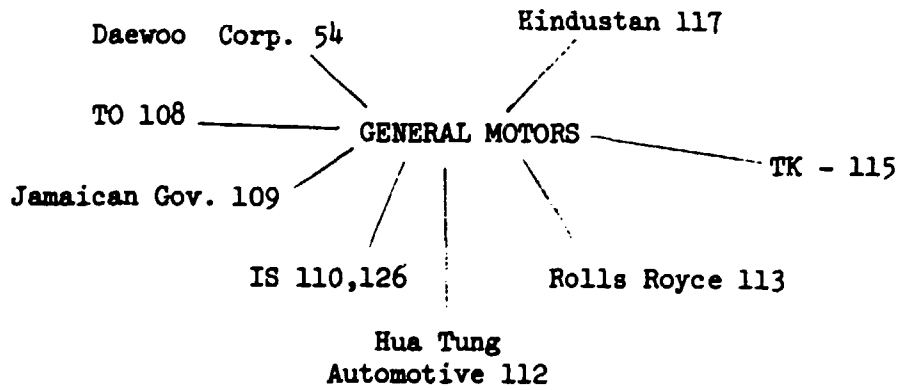 Daewoo Corp. 54
Hindustan 117
TO 108
GENERAL MOTORS
TK - 115
Jamaican Gov. 109
IS 110,126
Rolls Royce 113
Hua Tung
Automotive 112